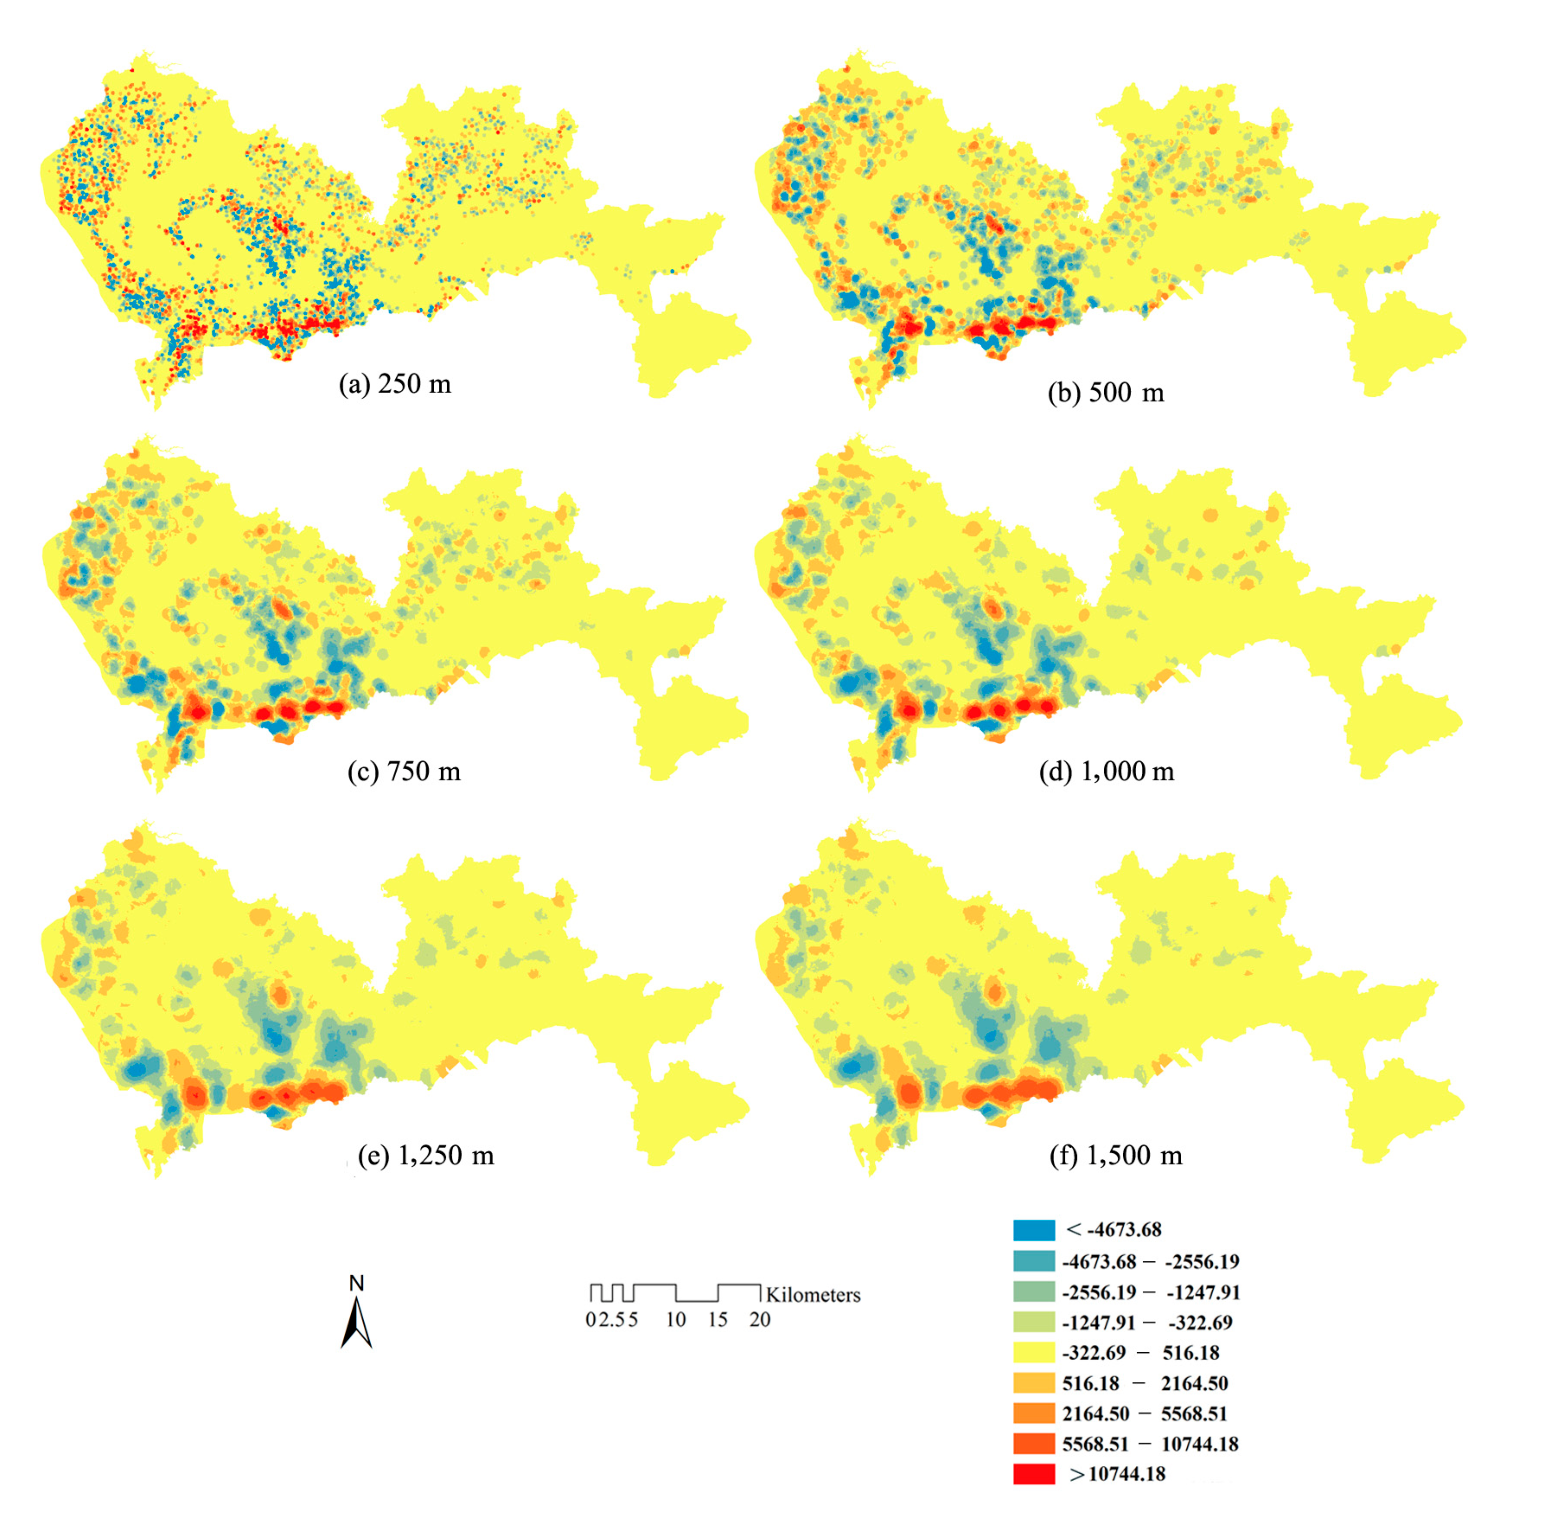 (a) 250 m
(b) 500 m
(c) 750 m
(d) 1,000 m
(e) 1,250 m
(f) 1,500 m
N
Kilometers
0 2.5 5 10 15 20
< -4673.68
-4673.68 – -2556.19
-2556.19 – -1247.91
-1247.91 – -322.69
-322.69 – 516.18
516.18 – 2164.50
2164.50 – 5568.51
5568.51 – 10744.18
>10744.18